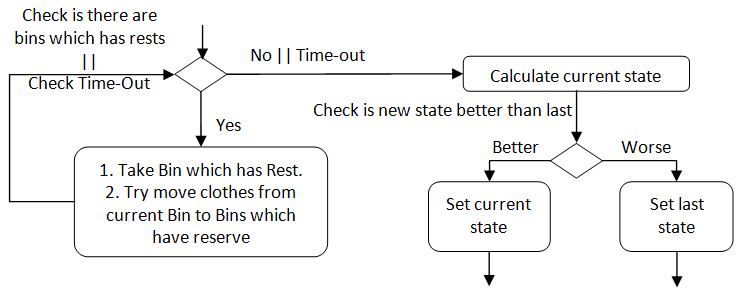 Check is there are
bins which has rests
||
Check Time-Out
No || Time-out
Calculate current state
Check is new state better than last
Yes
Better
Worse
1. Take Bin which has Rest.
2. Try move clothes from
current Bin to Bins which
have reserve
Set current
state
Set last
state